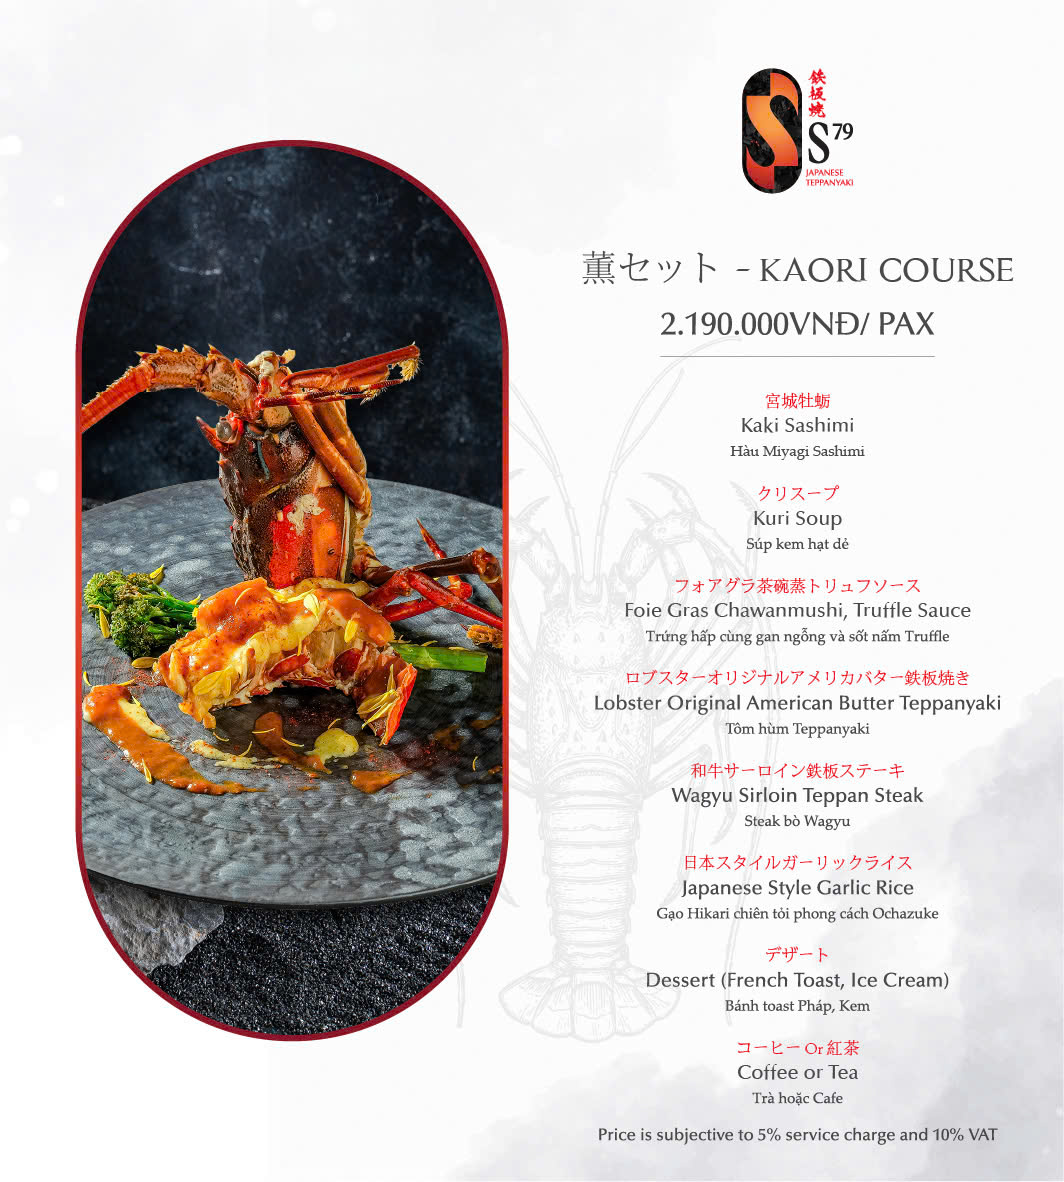 鉄板焼
S79
JAPANESE
TEPPANYAKI
薫セット - KAORI COURSE
2.190.000VNĐ/ PAX
宮城牡蛎
Kaki Sashimi
Hàu Miyagi Sashimi
クリスープ
Kuri Soup
Súp kem hạt dẻ
フォアグラ茶碗蒸トリュフソース
Foie Gras Chawanmushi, Truffle Sauce
Trứng hấp cùng gan ngỗng và sốt nấm Truffle
ロブスターオリジナルアメリカバター鉄板焼き
Lobster Original American Butter Teppanyaki
Tôm hùm Teppanyaki
和牛サーロイン鉄板ステーキ
Wagyu Sirloin Teppan Steak
Steak bò Wagyu
日本スタイルガーリックライス
Japanese Style Garlic Rice
Gạo Hikari chiên tỏi phong cách Ochazuke
デザート
Dessert (French Toast, Ice Cream)
Bánh toast Pháp, Kem
コーヒー Or 紅茶
Coffee or Tea
Trà hoặc Cafe
Price is subjective to 5% service charge and 10% VAT